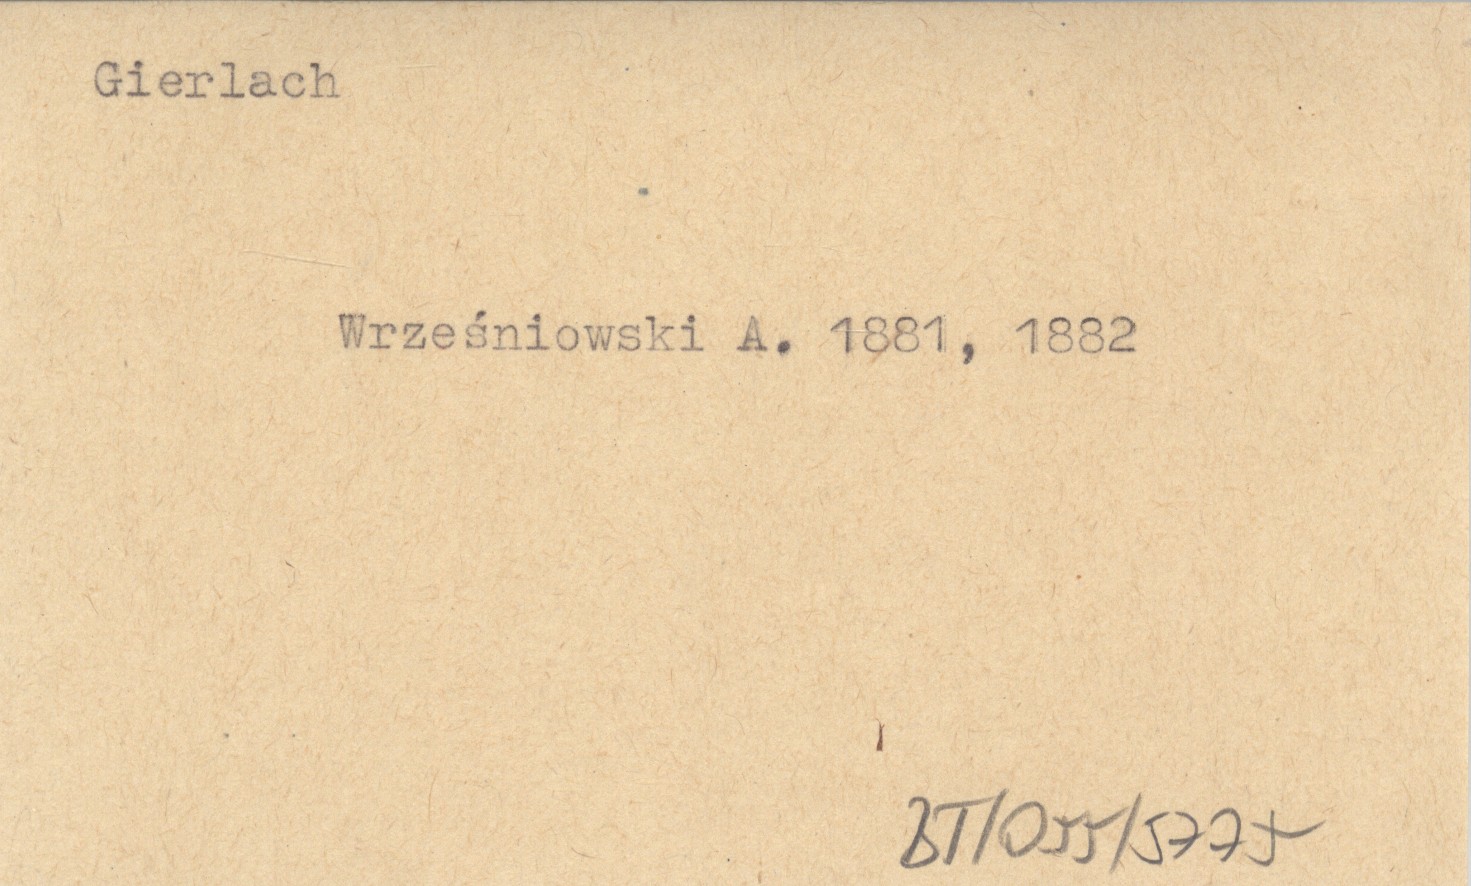 Gierlach
Wrześniowski A. 1881, 1882
BT/055/5775